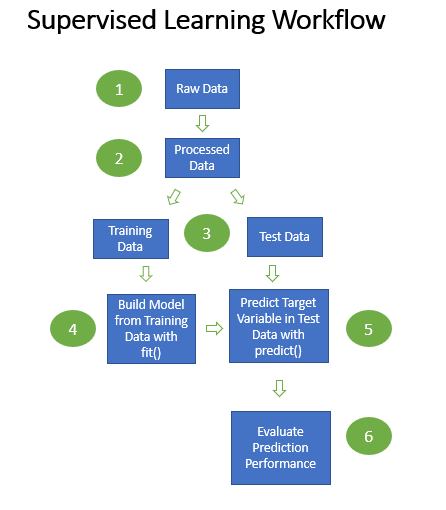 Supervised Learning Workflow
1
Raw Data
2
Processed
Data
3
Training
Data
Test Data
4
Build Model
from Training
Data with
fit()
Predict Target
Variable in Test
Data with
predict()
5
Evaluate
Prediction
Performance
6